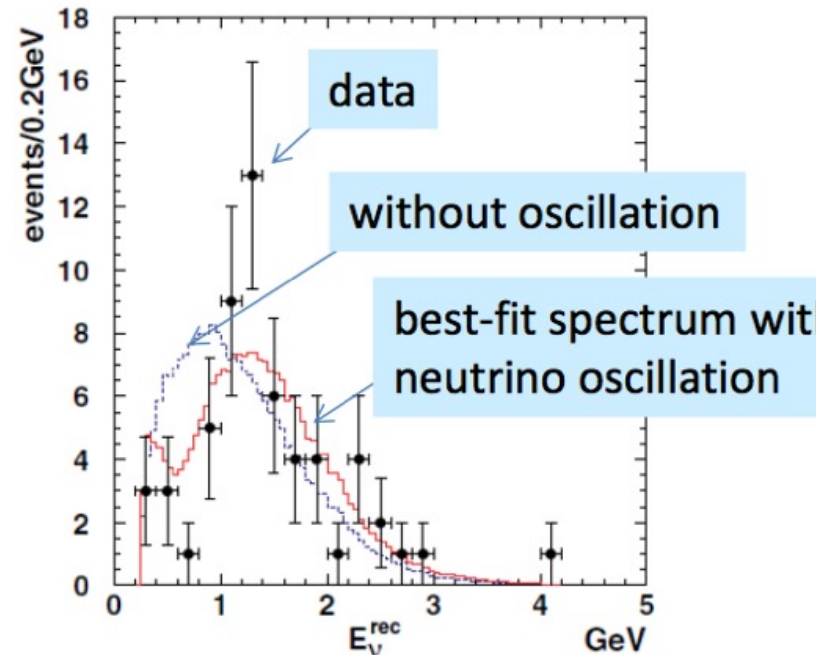 18
16
14
12
10
8
6
4
2
0
events/0.2GeV
data
without oscillation
best-fit spectrum wit
neutrino oscillation
0 1 2 3 4 5
E_ν^rec GeV